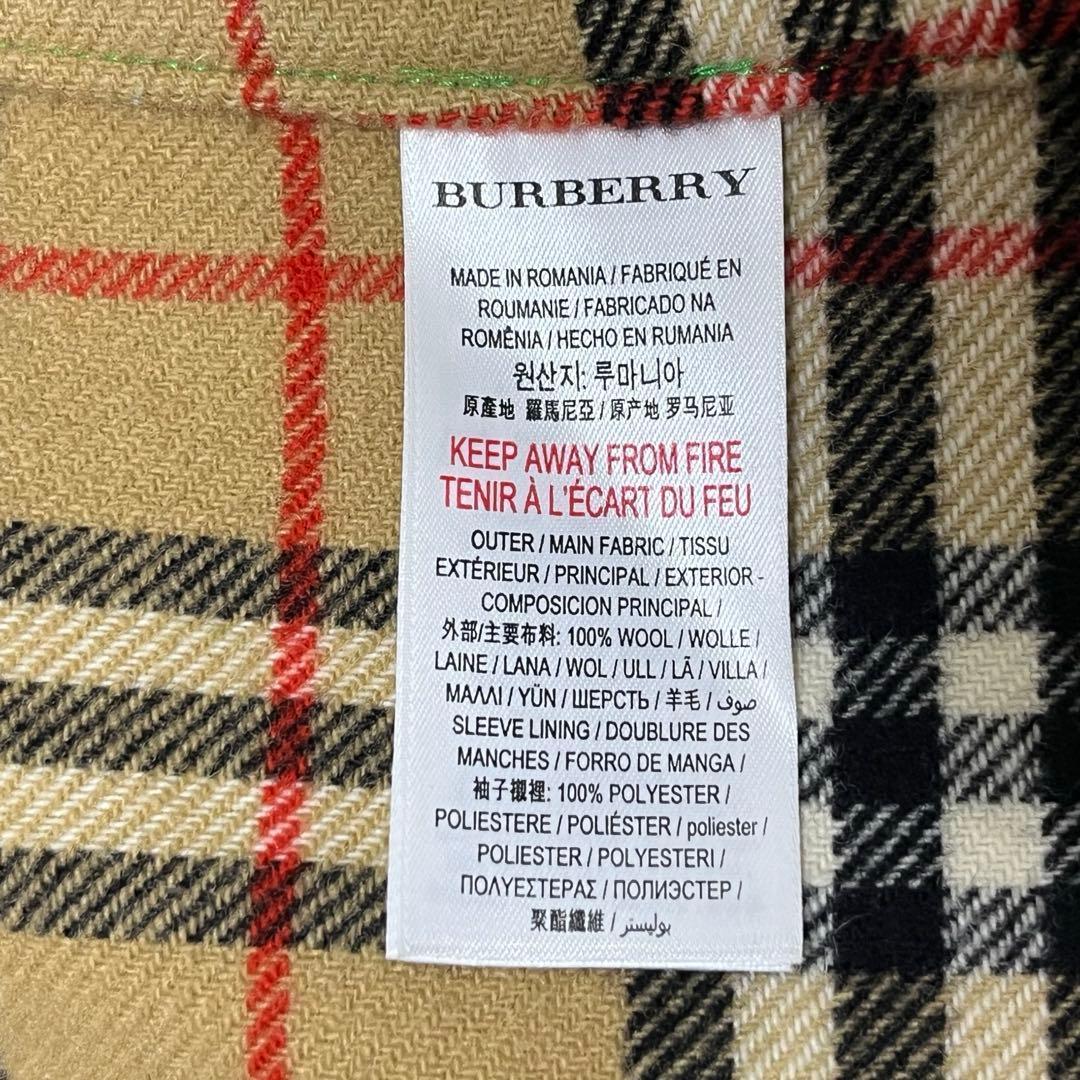 BURBERRY
MADE IN ROMANIA / FABRIQUÉ EN
ROUMANIE / FABRICADO NA
ROMÊNIA / HECHO EN RUMANIA
원산지: 루마니아
原產地 羅馬尼亞 / 原产地 罗马尼亚
KEEP AWAY FROM FIRE
TENIR À L'ÉCART DU FEU
OUTER / MAIN FABRIC / TISSU
EXTÉRIEUR / PRINCIPAL / EXTERIOR -
COMPOSICION PRINCIPAL /
外部/主要布料: 100% WOOL / WOLLE /
LAINE / LANA / WOL / ULL / LÃ / VILLA /
ΜΑΛΛΙ / YÜN / ШЕРСТЬ / 羊毛 / صوف
SLEEVE LINING / DOUBLURE DES
MANCHES / FORRO DE MANGA /
袖子襯裡: 100% POLYESTER /
POLIESTERE / POLIÉSTER / poliester /
POLIESTER / POLYESTERI /
ΠΟΛΥΕΣΤΕΡΑΣ / ПОЛИЭСТЕР /
聚酯纖維 / بوليستر